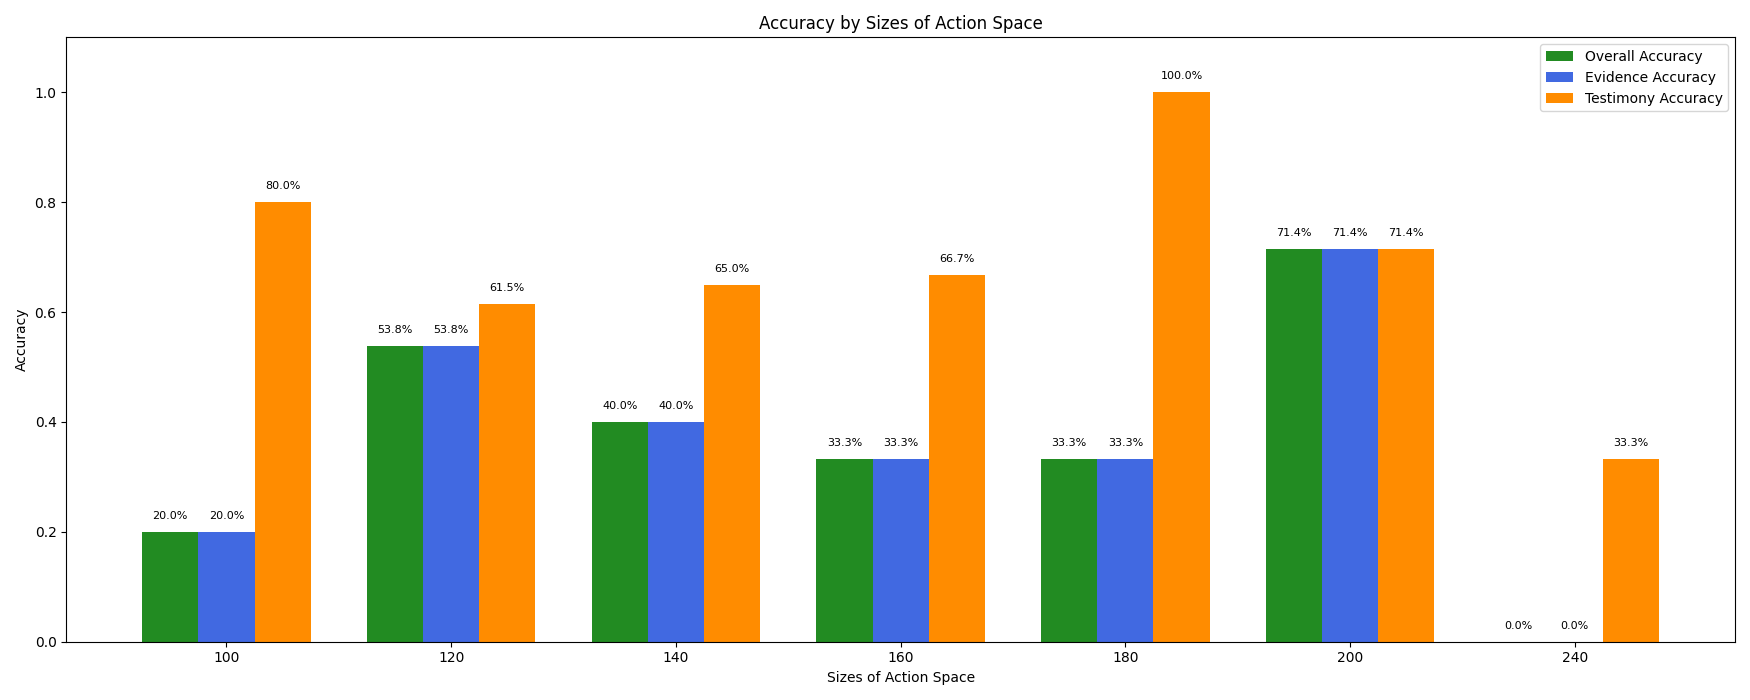 Accuracy by Sizes of Action Space
Overall Accuracy
Evidence Accuracy
Testimony Accuracy
Accuracy
1.0
0.8
0.6
0.4
0.2
0.0
20.0% 20.0% 80.0%
53.8% 53.8% 61.5%
40.0% 40.0% 65.0%
33.3% 33.3% 66.7%
33.3% 33.3% 100.0%
71.4% 71.4% 71.4%
0.0% 0.0% 33.3%
100 120 140 160 180 200 240
Sizes of Action Space